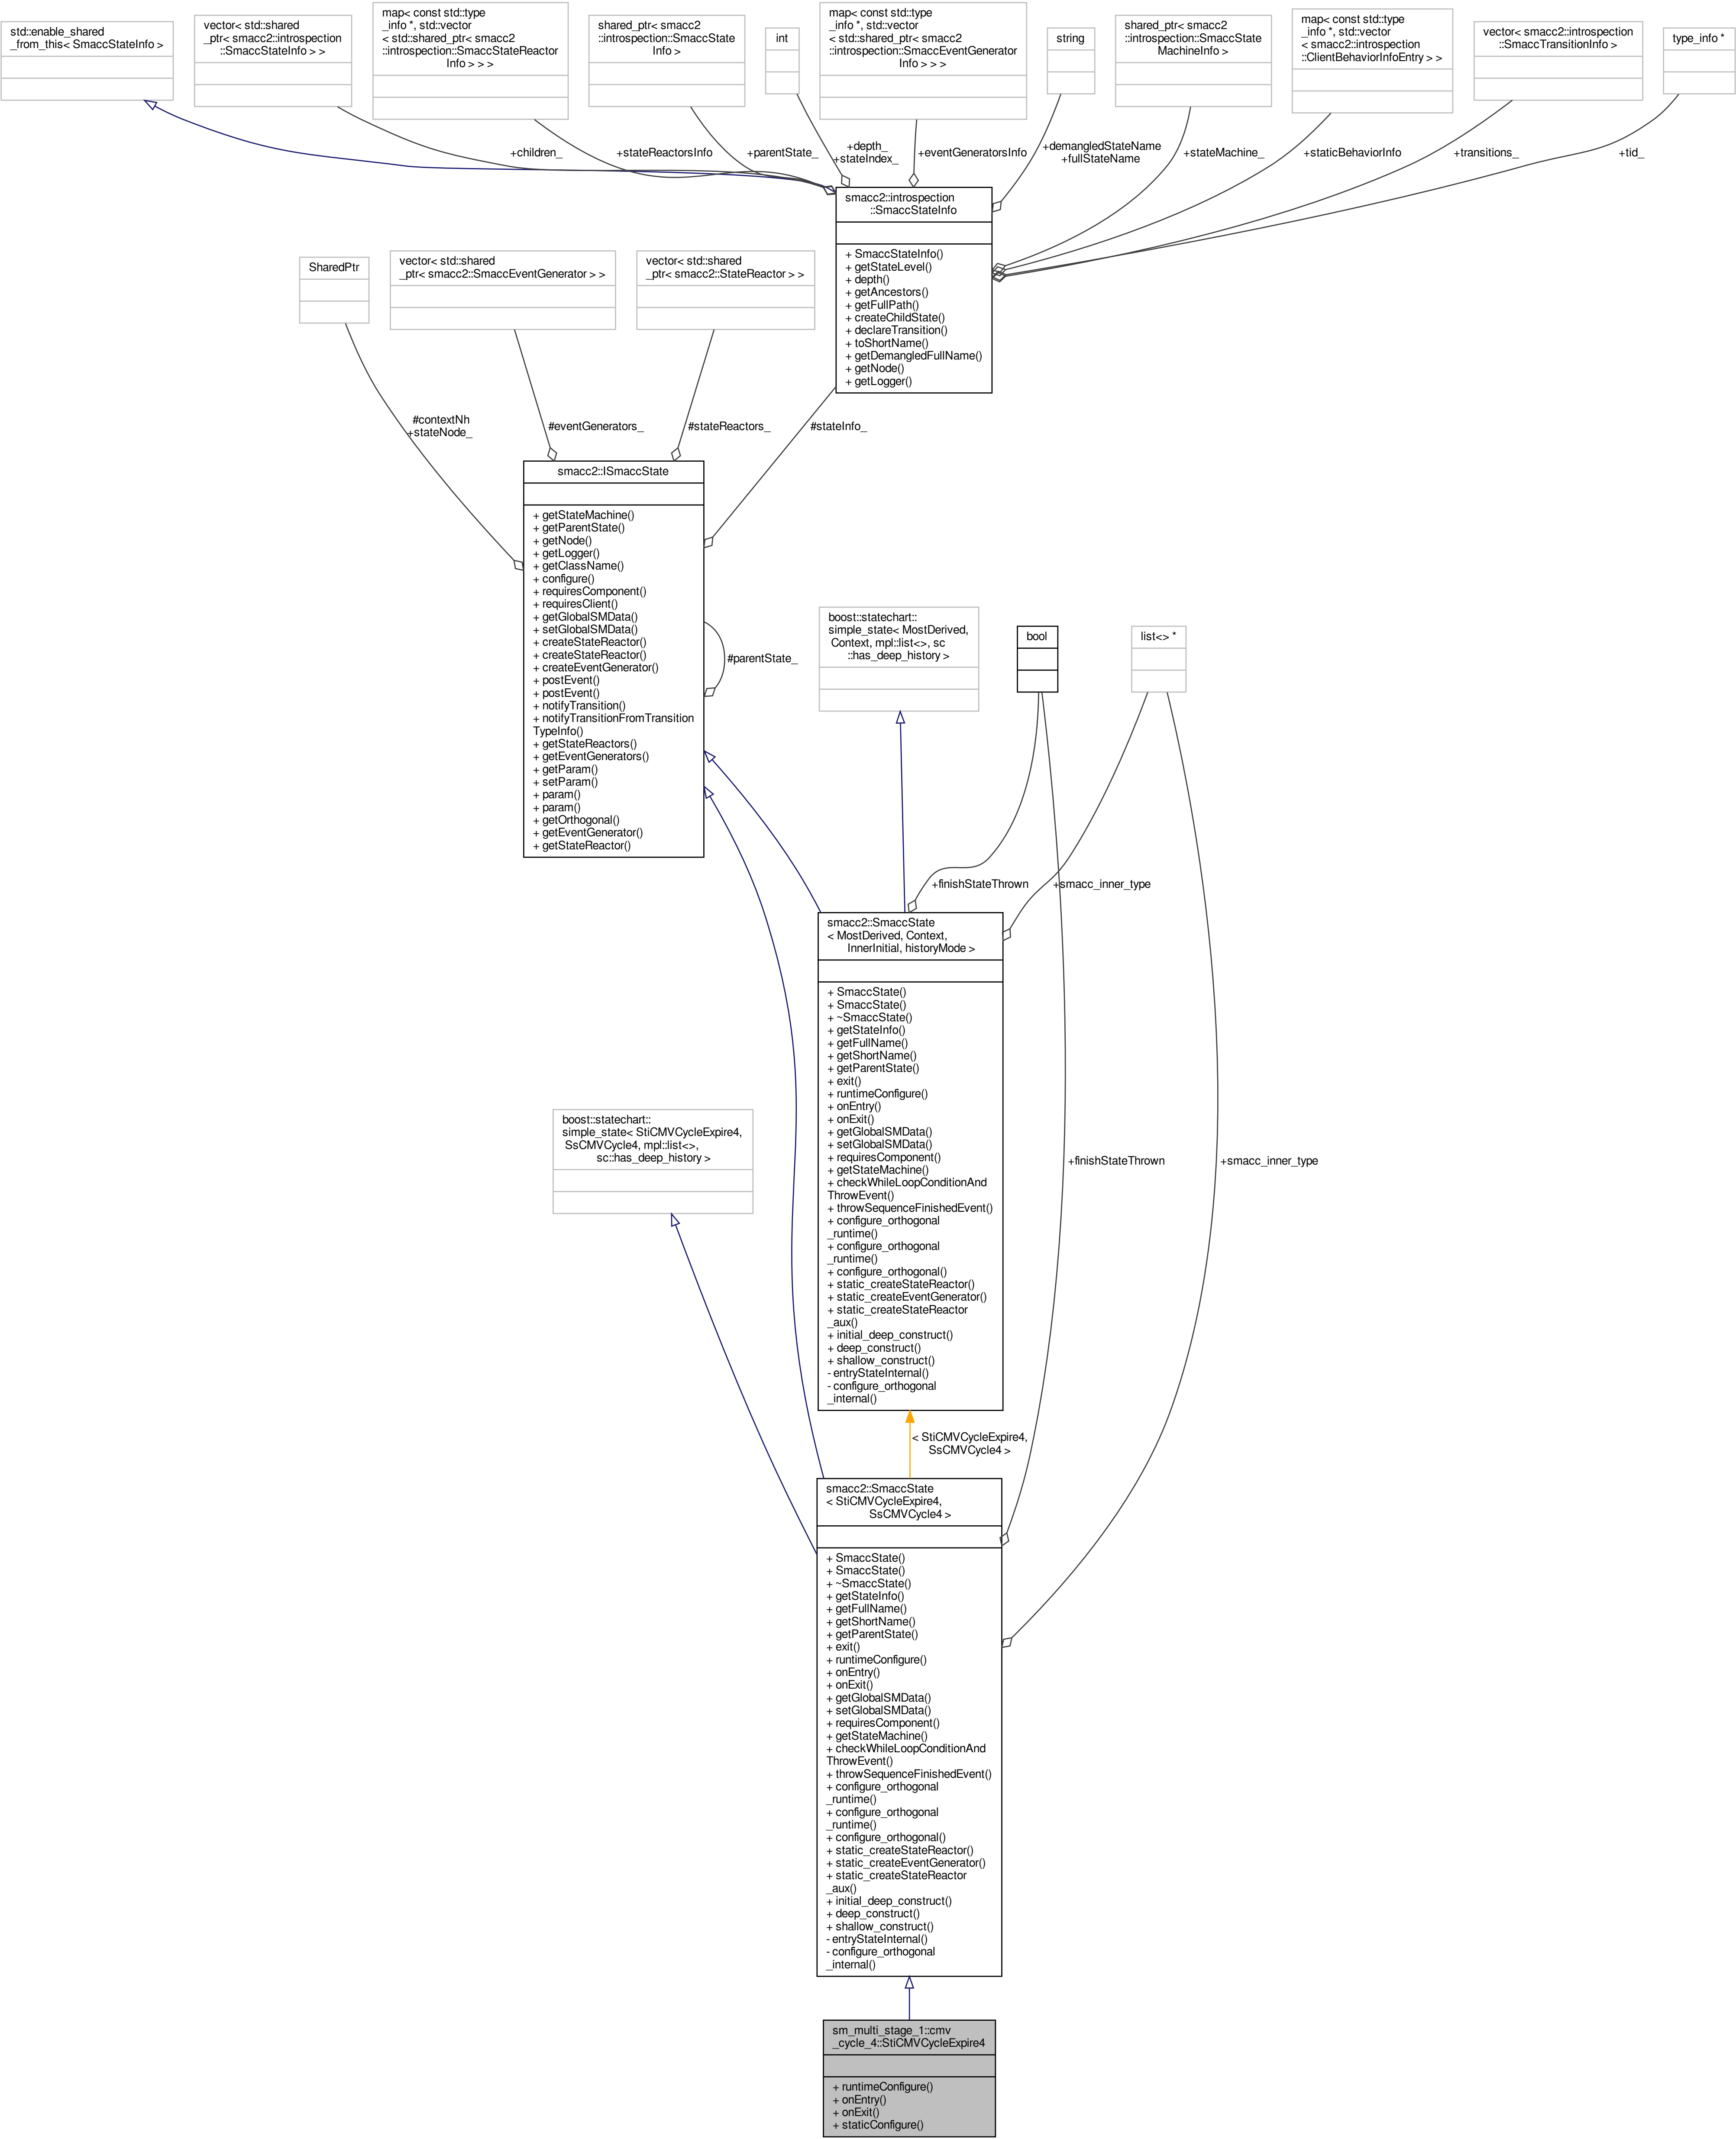 std::enable_shared
_from_this< SmaccStateInfo >
vector< std::shared
_ptr< smacc2::introspection
::SmaccStateInfo > >
map< const std::type
_info *, std::vector
< std::shared_ptr< smacc2
::introspection::SmaccStateReactor
Info > > >
shared_ptr< smacc2
::introspection::SmaccState
Info >
int
map< const std::type
_info *, std::vector
< std::shared_ptr< smacc2
::introspection::SmaccEventGenerator
Info > > >
string
shared_ptr< smacc2
::introspection::SmaccState
MachineInfo >
map< const std::type
_info *, std::vector
< smacc2::introspection
::ClientBehaviorInfoEntry > >
vector< smacc2::introspection
::SmaccTransitionInfo >
type_info *
+children_
+stateReactorsInfo
+parentState_
+depth_
+stateIndex_
+eventGeneratorsInfo
+demangledStateName
+fullStateName
+stateMachine_
+staticBehaviorInfo
+transitions_
+tid_
smacc2::introspection
::SmaccStateInfo
+ SmaccStateInfo()
+ getStateLevel()
+ depth()
+ getAncestors()
+ getFullPath()
+ createChildState()
+ declareTransition()
+ toShortName()
+ getDemangledFullName()
+ getNode()
+ getLogger()
SharedPtr
vector< std::shared
_ptr< smacc2::SmaccEventGenerator > >
vector< std::shared
_ptr< smacc2::StateReactor > >
#contextNh
+stateNode_
#eventGenerators_
#stateReactors_
#stateInfo_
smacc2::ISmaccState
+ getStateMachine()
+ getParentState()
+ getNode()
+ getLogger()
+ getClassName()
+ configure()
+ requiresComponent()
+ requiresClient()
+ getGlobalSMData()
+ setGlobalSMData()
+ createStateReactor()
+ createStateReactor()
+ createEventGenerator()
+ postEvent()
+ postEvent()
+ notifyTransition()
+ notifyTransitionFromTransition
TypeInfo()
+ getStateReactors()
+ getEventGenerators()
+ getParam()
+ setParam()
+ param()
+ param()
+ getOrthogonal()
+ getEventGenerator()
+ getStateReactor()
#parentState_
boost::statechart::
simple_state< MostDerived,
Context, mpl::list<>, sc
::has_deep_history >
bool
list<> *
+finishStateThrown
+smacc_inner_type
smacc2::SmaccState
< MostDerived, Context,
InnerInitial, historyMode >
+ SmaccState()
+ SmaccState()
+ ~SmaccState()
+ getStateInfo()
+ getFullName()
+ getShortName()
+ getParentState()
+ exit()
+ runtimeConfigure()
+ onEntry()
+ onExit()
+ getGlobalSMData()
+ setGlobalSMData()
+ requiresComponent()
+ getStateMachine()
+ checkWhileLoopConditionAnd
ThrowEvent()
+ throwSequenceFinishedEvent()
+ configure_orthogonal
_runtime()
+ configure_orthogonal
_runtime()
+ configure_orthogonal()
+ static_createStateReactor()
+ static_createEventGenerator()
+ static_createStateReactor
_aux()
+ initial_deep_construct()
+ deep_construct()
+ shallow_construct()
- entryStateInternal()
- configure_orthogonal
_internal()
boost::statechart::
simple_state< StiCMVCycleExpire4,
SsCMVCycle4, mpl::list<>,
sc::has_deep_history >
+finishStateThrown
+smacc_inner_type
< StiCMVCycleExpire4,
SsCMVCycle4 >
smacc2::SmaccState
< StiCMVCycleExpire4,
SsCMVCycle4 >
+ SmaccState()
+ SmaccState()
+ ~SmaccState()
+ getStateInfo()
+ getFullName()
+ getShortName()
+ getParentState()
+ exit()
+ runtimeConfigure()
+ onEntry()
+ onExit()
+ getGlobalSMData()
+ setGlobalSMData()
+ requiresComponent()
+ getStateMachine()
+ checkWhileLoopConditionAnd
ThrowEvent()
+ throwSequenceFinishedEvent()
+ configure_orthogonal
_runtime()
+ configure_orthogonal
_runtime()
+ configure_orthogonal()
+ static_createStateReactor()
+ static_createEventGenerator()
+ static_createStateReactor
_aux()
+ initial_deep_construct()
+ deep_construct()
+ shallow_construct()
- entryStateInternal()
- configure_orthogonal
_internal()
sm_multi_stage_1::cmv
_cycle_4::StiCMVCycleExpire4
+ runtimeConfigure()
+ onEntry()
+ onExit()
+ staticConfigure()